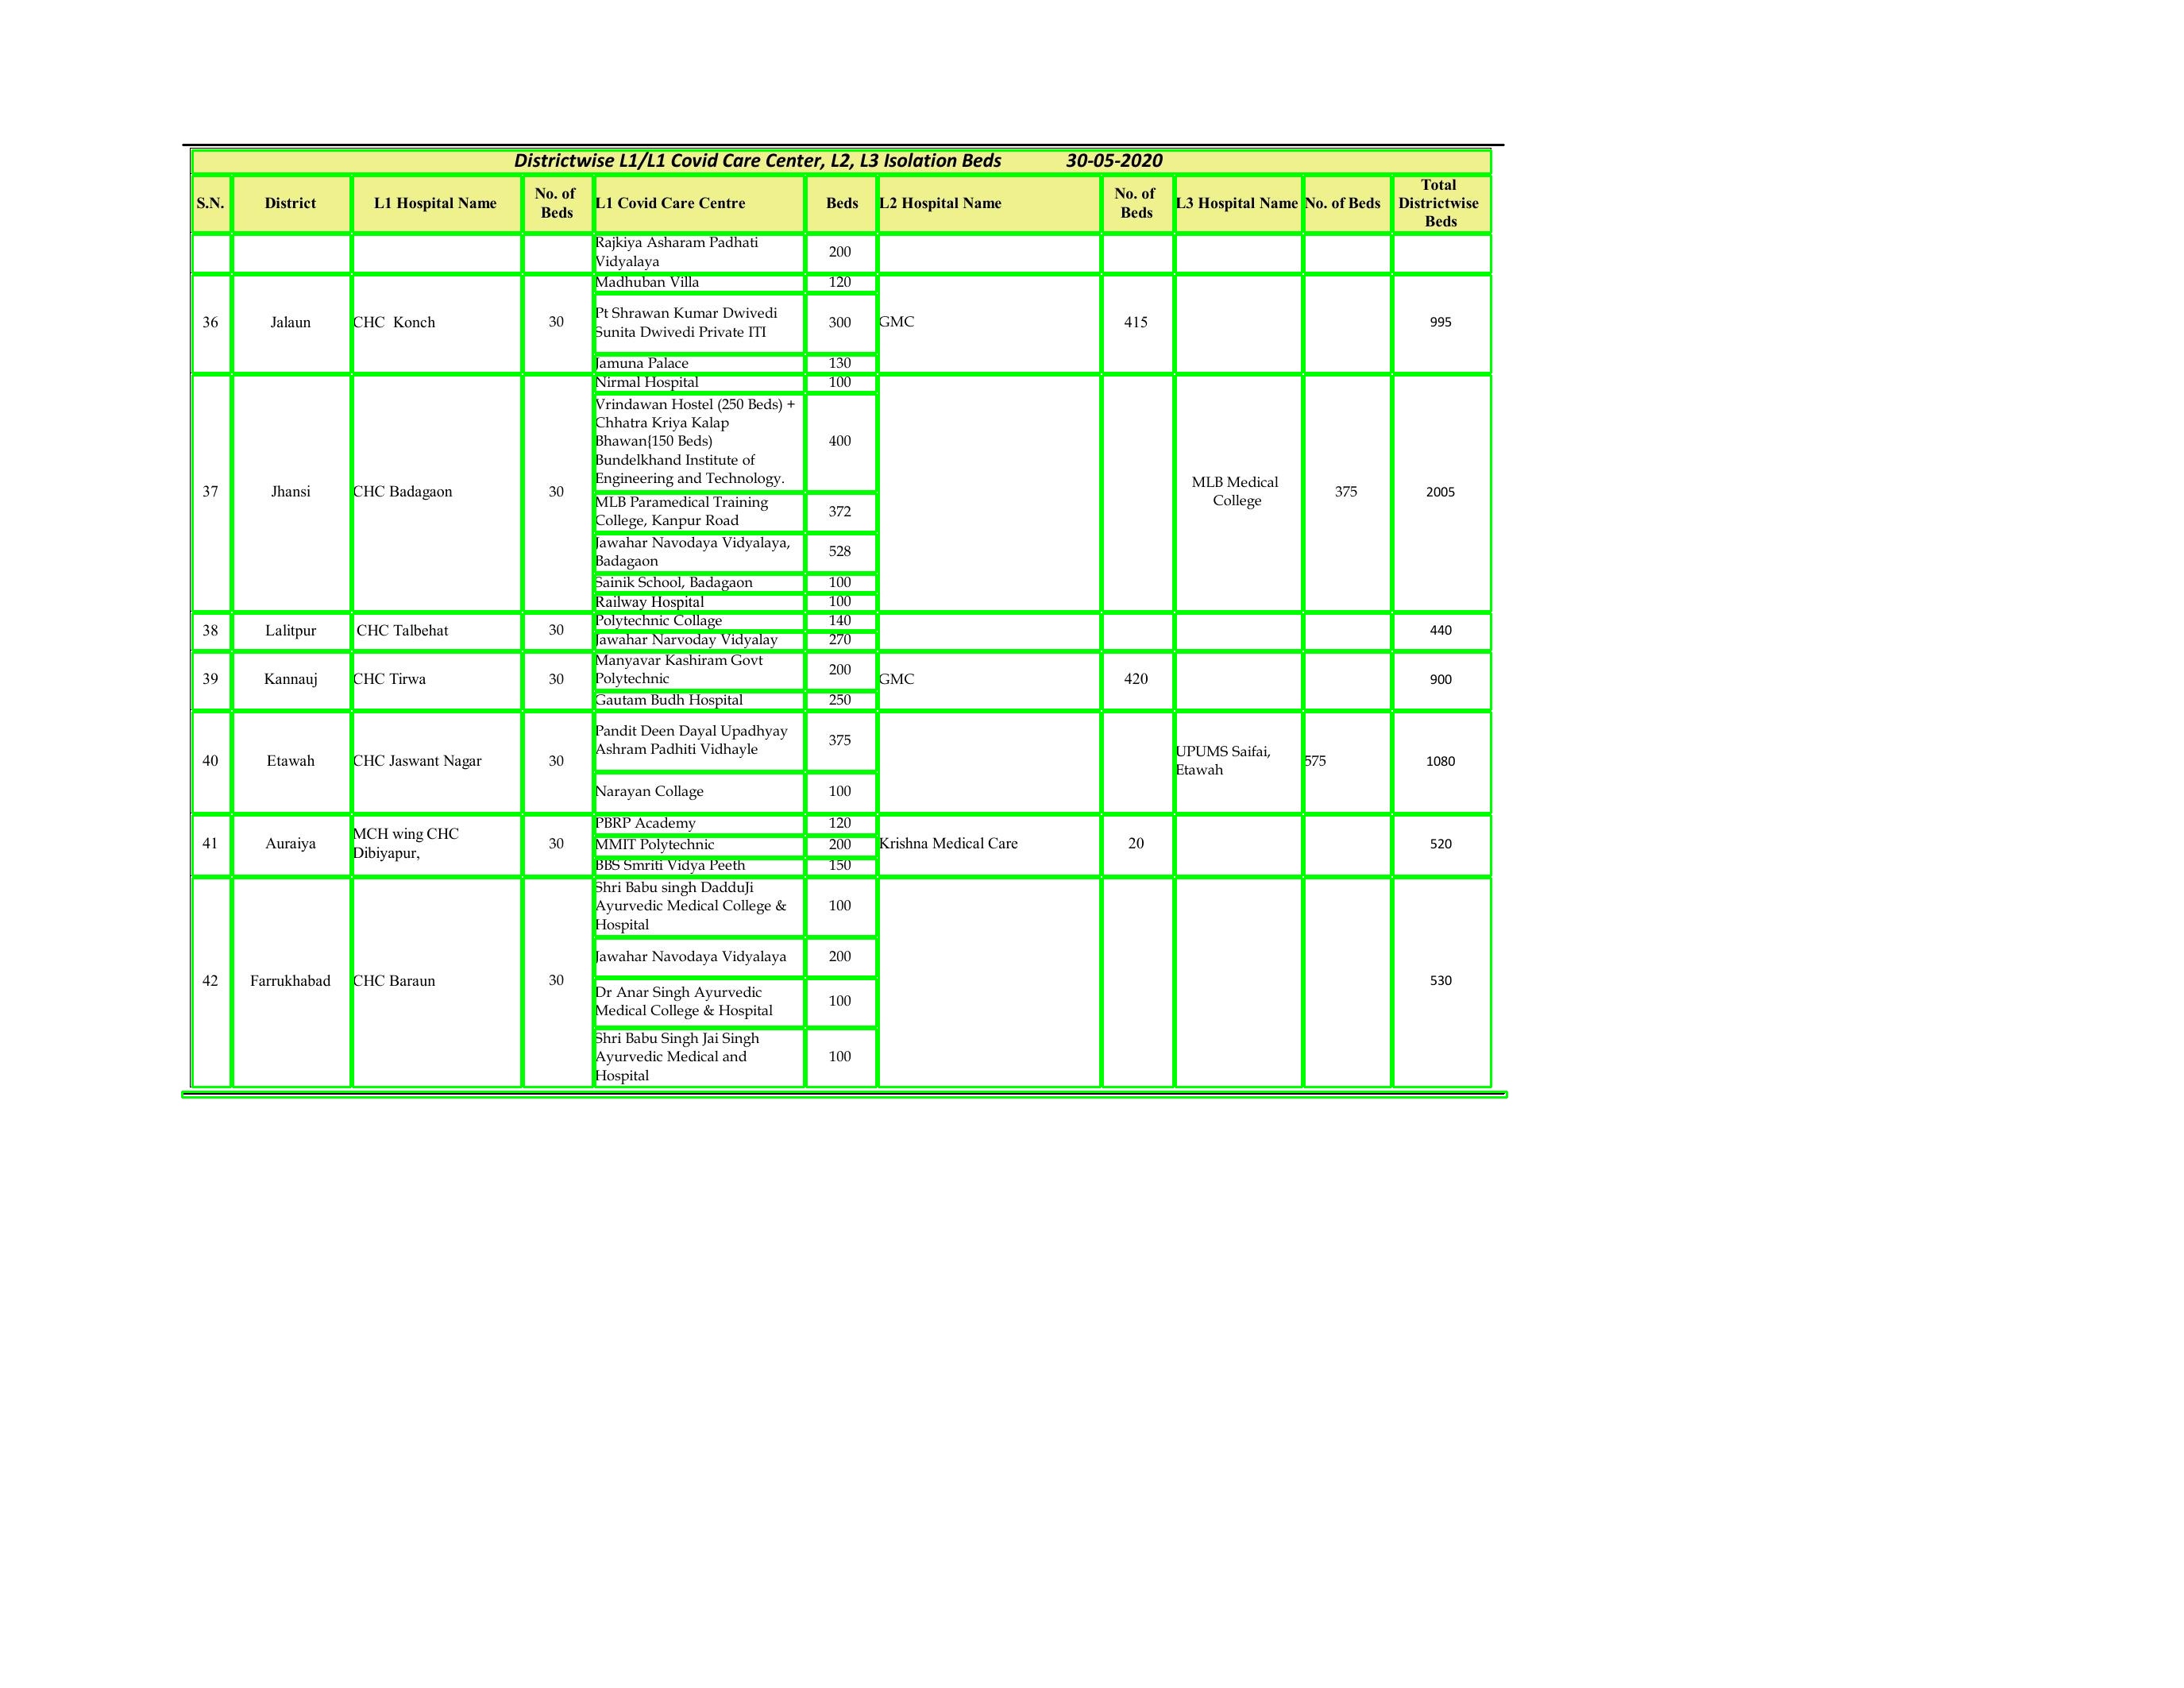 Districtwise L1/L1 Covid Care Center, L2, L3 Isolation Beds 30-05-2020
S.N. District L1 Hospital Name No. of Beds L1 Covid Care Centre Beds L2 Hospital Name No. of Beds L3 Hospital Name No. of Beds Total Districtwise Beds
Rajkiya Asharam Padhati
Vidyalaya
200
36 Jalaun CHC Konch 30
Madhuban Villa 120
Pt Shrawan Kumar Dwivedi
Sunita Dwivedi Private ITI
300
Jamuna Palace 130
GMC 415 995
37 Jhansi CHC Badagaon 30
Nirmal Hospital 100
Vrindawan Hostel (250 Beds) +
Chhatra Kriya Kalap
Bhawan{150 Beds)
Bundelkhand Institute of
Engineering and Technology.
400
MLB Paramedical Training
College, Kanpur Road
372
Jawahar Navodaya Vidyalaya,
Badagaon
528
Sainik School, Badagaon 100
Railway Hospital 100
MLB Medical
College
375 2005
38 Lalitpur CHC Talbehat 30
Polytechnic Collage 140
Jawahar Narvoday Vidyalay 270
440
39 Kannauj CHC Tirwa 30
Manyavar Kashiram Govt
Polytechnic
200
Gautam Budh Hospital 250
GMC 420 900
40 Etawah CHC Jaswant Nagar 30
Pandit Deen Dayal Upadhyay
Ashram Padhiti Vidhayle
375
Narayan Collage 100
UPUMS Saifai,
Etawah
575 1080
41 Auraiya
MCH wing CHC
Dibiyapur,
30
PBRP Academy 120
MMIT Polytechnic 200
BBS Smriti Vidya Peeth 150
Krishna Medical Care 20 520
42 Farrukhabad CHC Baraun 30
Shri Babu singh DadduJi
Ayurvedic Medical College &
Hospital
100
Jawahar Navodaya Vidyalaya 200
Dr Anar Singh Ayurvedic
Medical College & Hospital
100
Shri Babu Singh Jai Singh
Ayurvedic Medical and
Hospital
100
530